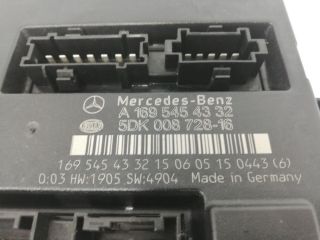 Mercedes-Benz
A 169 545 43 32
HELLA
5DK 008 728-16
169 545 43 32 15 06 05 15 0443 (6)
0:03 HW:1905 SW:4904 Made in Germany